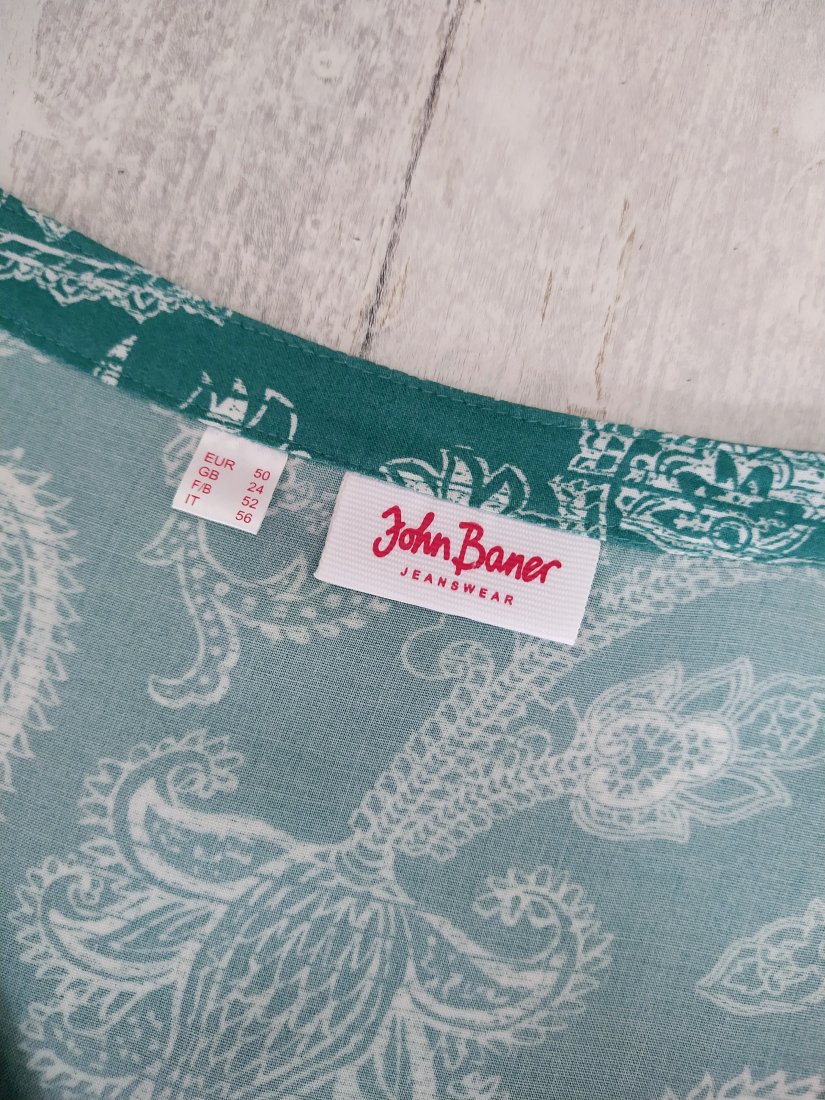 EUR 50
GB 24
F/B 52
IT 56
John Baner
JEANSWEAR